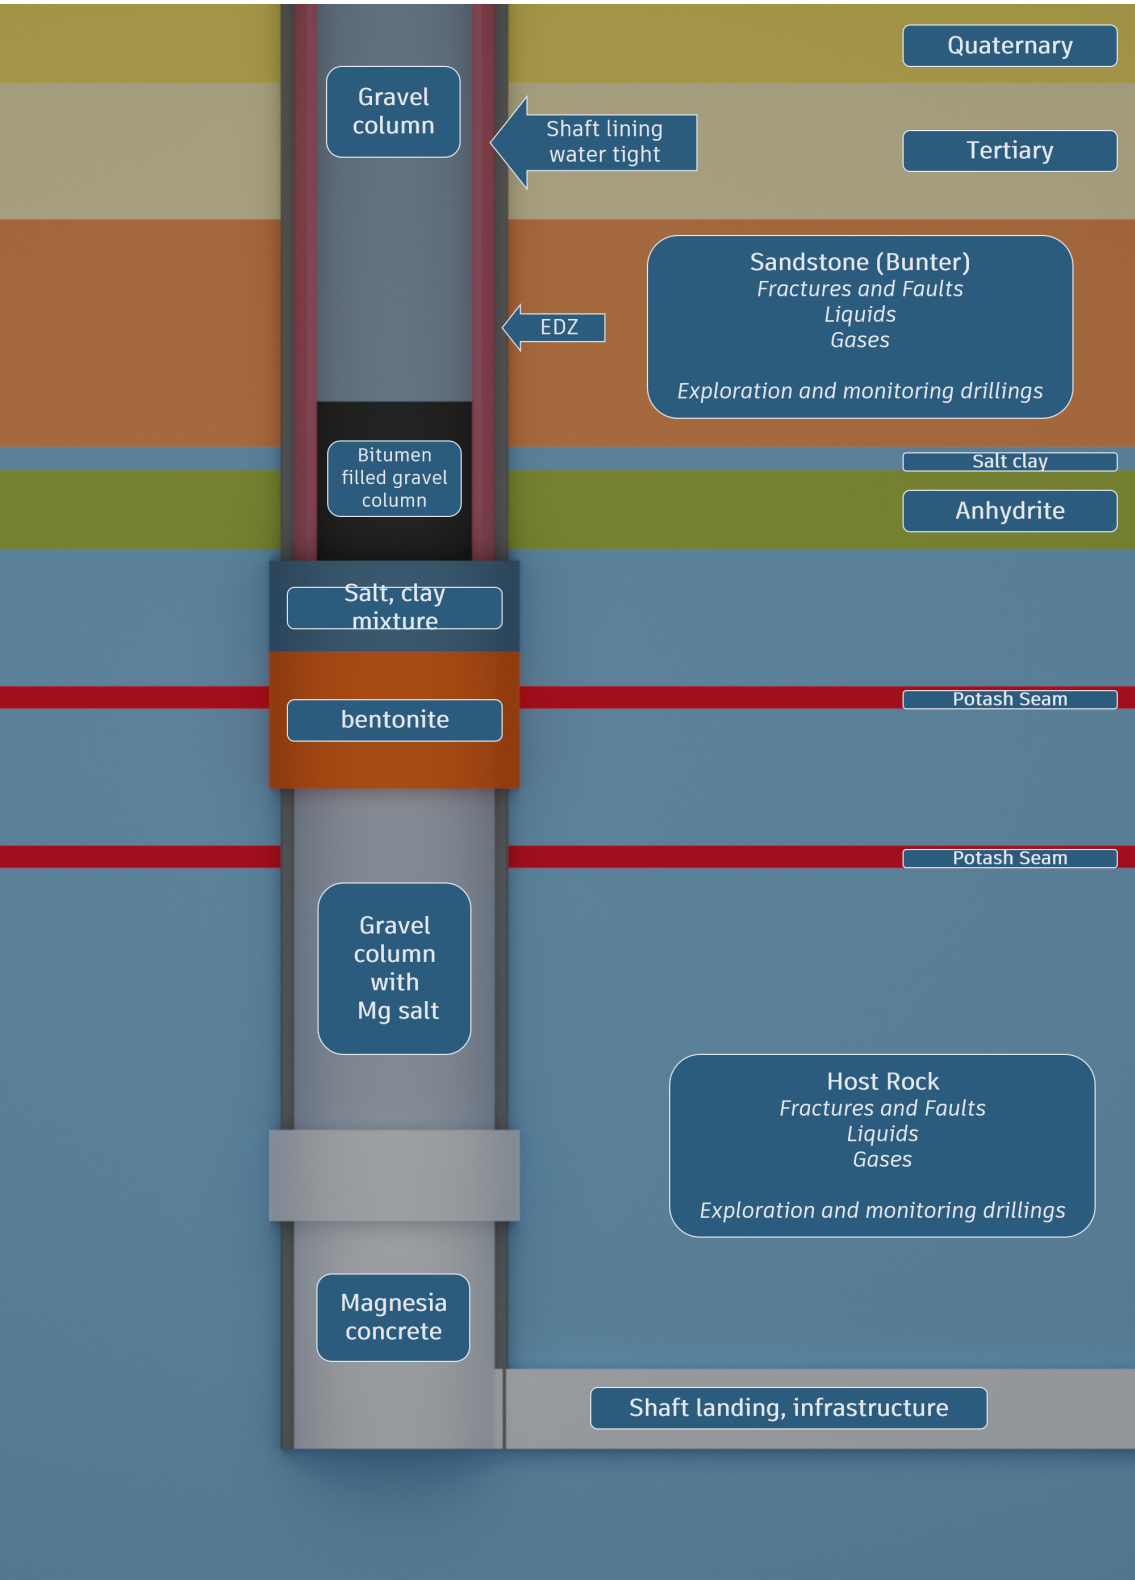 Quaternary
Gravel
column
Shaft lining
water tight
Tertiary
Sandstone (Bunter)
Fractures and Faults
Liquids
Gases
Exploration and monitoring drillings
EDZ
Bitumen
filled gravel
column
Salt clay
Anhydrite
Salt, clay
mixture
Potash Seam
bentonite
Potash Seam
Gravel
column
with
Mg salt
Host Rock
Fractures and Faults
Liquids
Gases
Exploration and monitoring drillings
Magnesia
concrete
Shaft landing, infrastructure